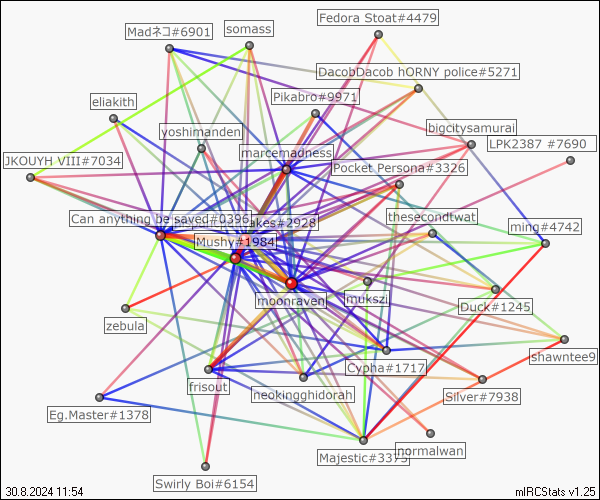 Fedora Stoat#4479
Madネコ#6901
somass
DacobDacob hORNY police#5271
Pikabro#9971
eliakith
bigcitysamurai
yoshimanden
LPK2387 #7690
marcemadness
JKOUYH VIII#7034
Pocket Persona#3326
Can anything be saved#0396
akes#2928
thesecondtwat
ming#4742
Mushy#1984
moonraven
mukszi
Duck#1245
zebula
shawntee9
Cypha#1717
frisout
neokingghidorah
Silver#7938
Eg.Master#1378
normalwan
Majestic#3375
Swirly Boi#6154
30.8.2024 11:54
mIRCStats v1.25